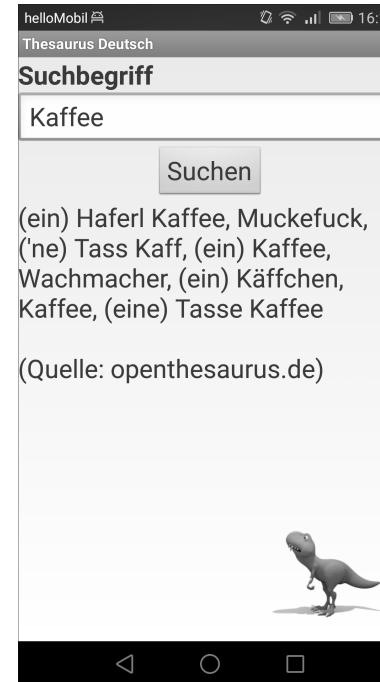 helloMobil 16:
Thesaurus Deutsch
Suchbegriff
Kaffee
Suchen
(ein) Haferl Kaffee, Muckefuck,
('ne) Tass Kaff, (ein) Kaffee,
Wachmacher, (ein) Käffchen,
Kaffee, (eine) Tasse Kaffee
(Quelle: openthesaurus.de)